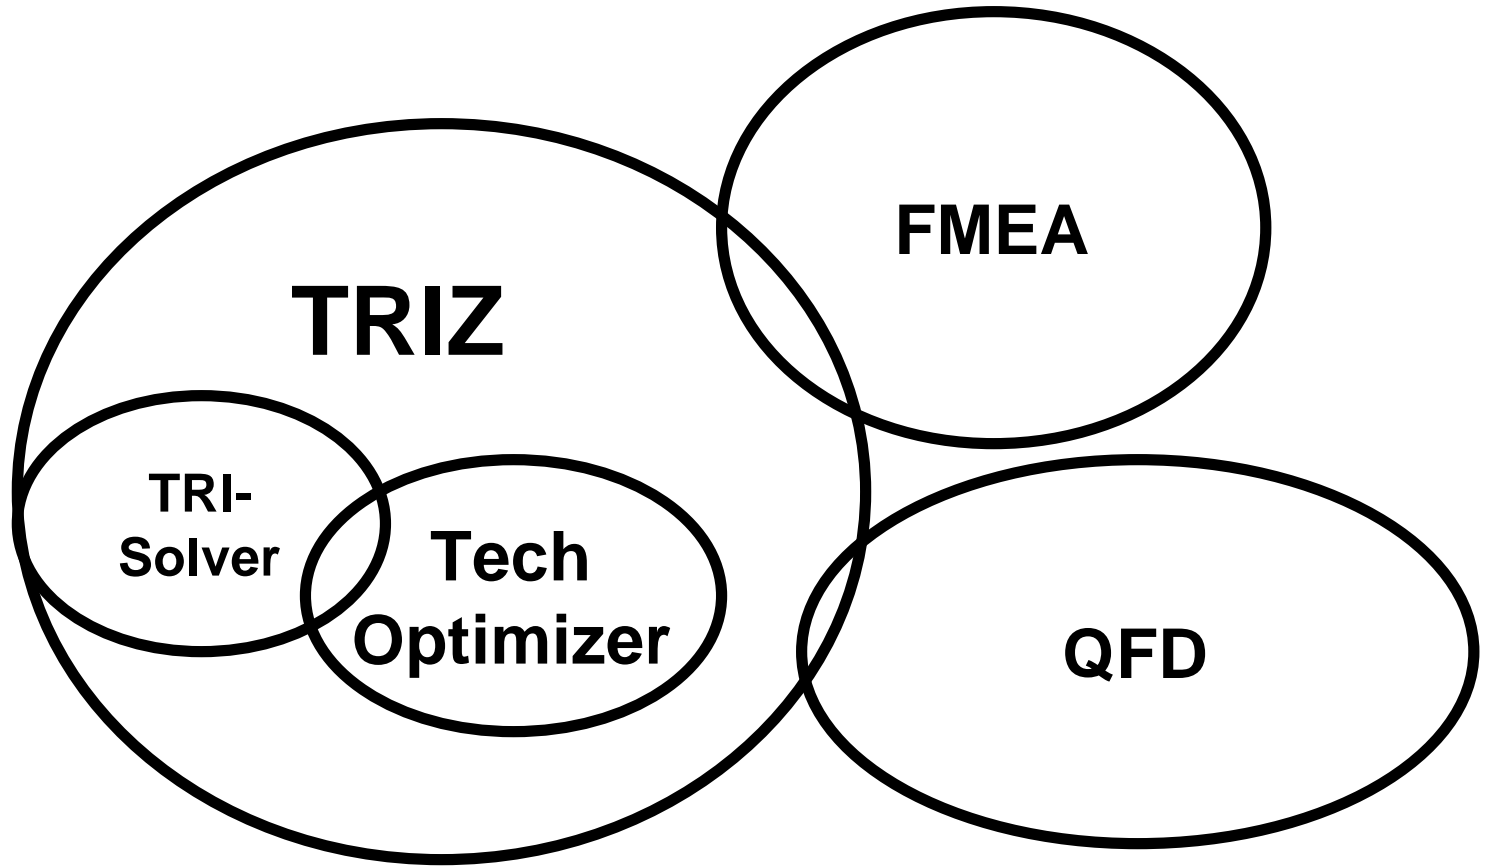 FMEA
TRIZ
TRI-
Solver
Tech
Optimizer
QFD